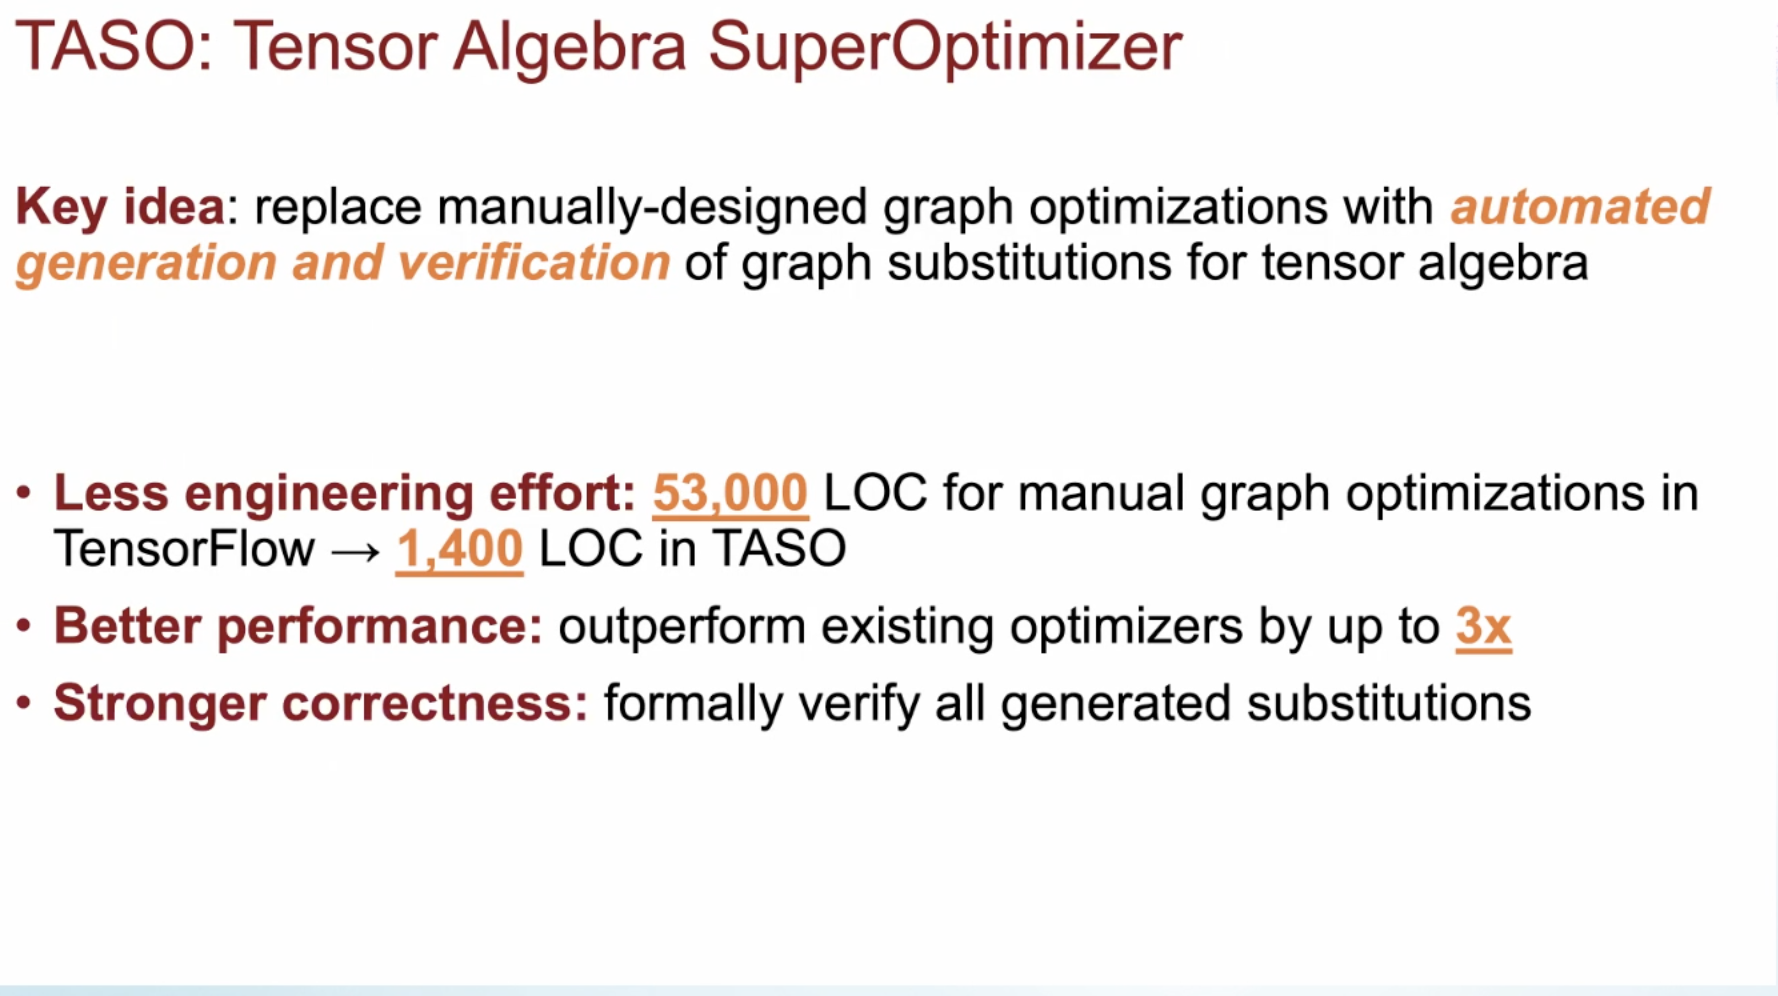 TASO: Tensor Algebra SuperOptimizer
Key idea: replace manually-designed graph optimizations with automated
generation and verification of graph substitutions for tensor algebra
• Less engineering effort: 53,000 LOC for manual graph optimizations in
TensorFlow → 1,400 LOC in TASO
• Better performance: outperform existing optimizers by up to 3x
• Stronger correctness: formally verify all generated substitutions